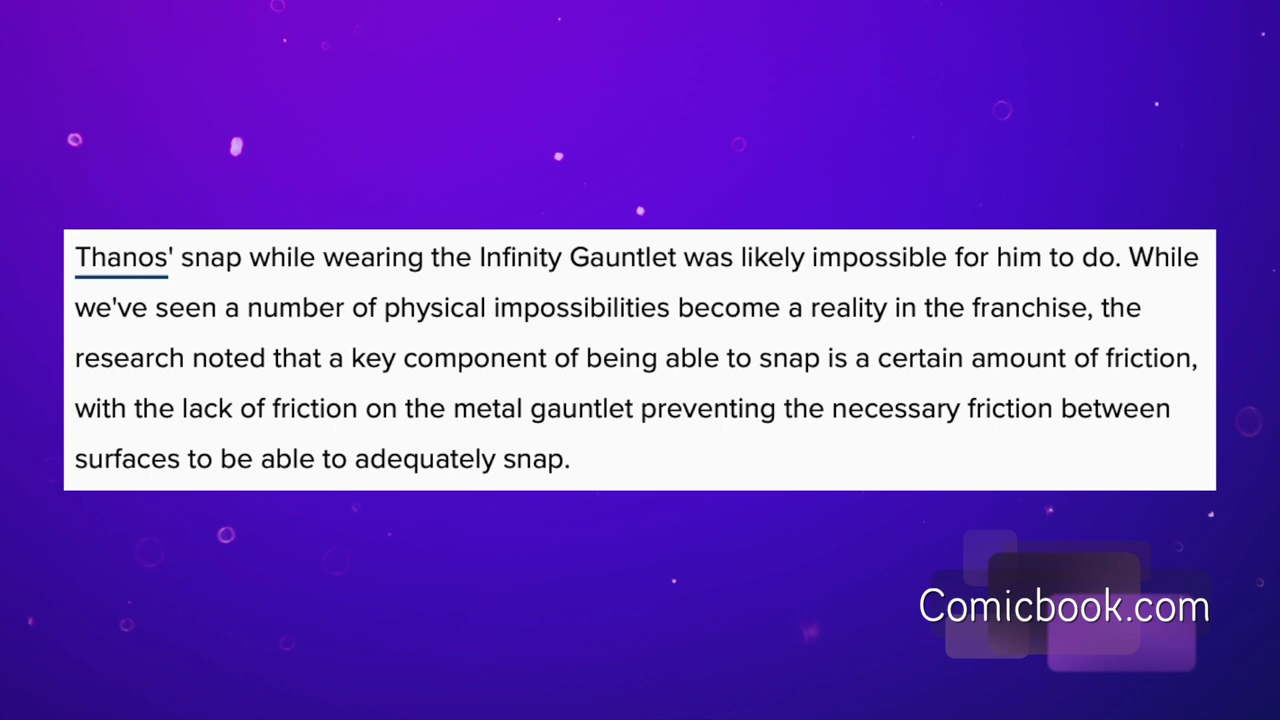 Thanos' snap while wearing the Infinity Gauntlet was likely impossible for him to do. While
we've seen a number of physical impossibilities become a reality in the franchise, the
research noted that a key component of being able to snap is a certain amount of friction,
with the lack of friction on the metal gauntlet preventing the necessary friction between
surfaces to be able to adequately snap.
Comicbook.com